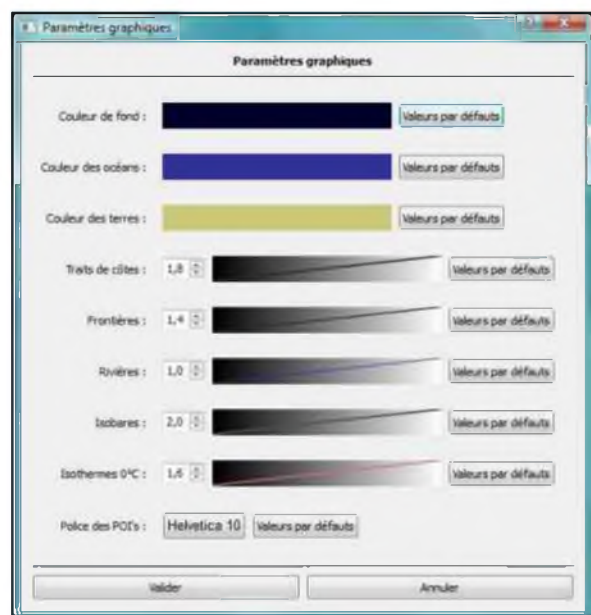 Paramètres graphiques
Paramètres graphiques
Couleur de fond : Valeurs par défauts
Couleur des océans : Valeurs par défauts
Couleur des terres : Valeurs par défauts
Traits de côtes : 1,8 Valeurs par défauts
Frontières : 1,4 Valeurs par défauts
Rivières : 1,0 Valeurs par défauts
Isobares : 2,0 Valeurs par défauts
Isothermes 0°C : 1,6 Valeurs par défauts
Police des POI's : Helvetica 10 Valeurs par défauts
Valider Annuler